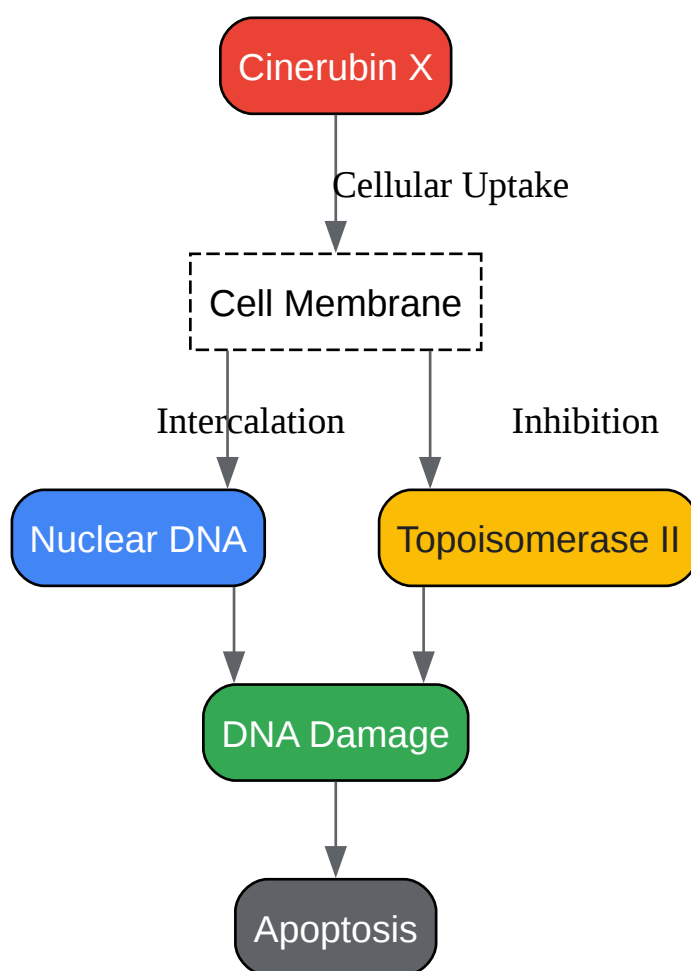 Cinerubin X
Cellular Uptake
Cell Membrane
Intercalation
Inhibition
Nuclear DNA
Topoisomerase II
DNA Damage
Apoptosis